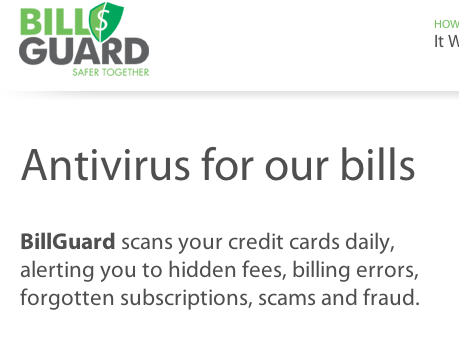 BILL $
GUARD
SAFER TOGETHER
HOW
It W
Antivirus for our bills
BillGuard scans your credit cards daily,
alerting you to hidden fees, billing errors,
forgotten subscriptions, scams and fraud.